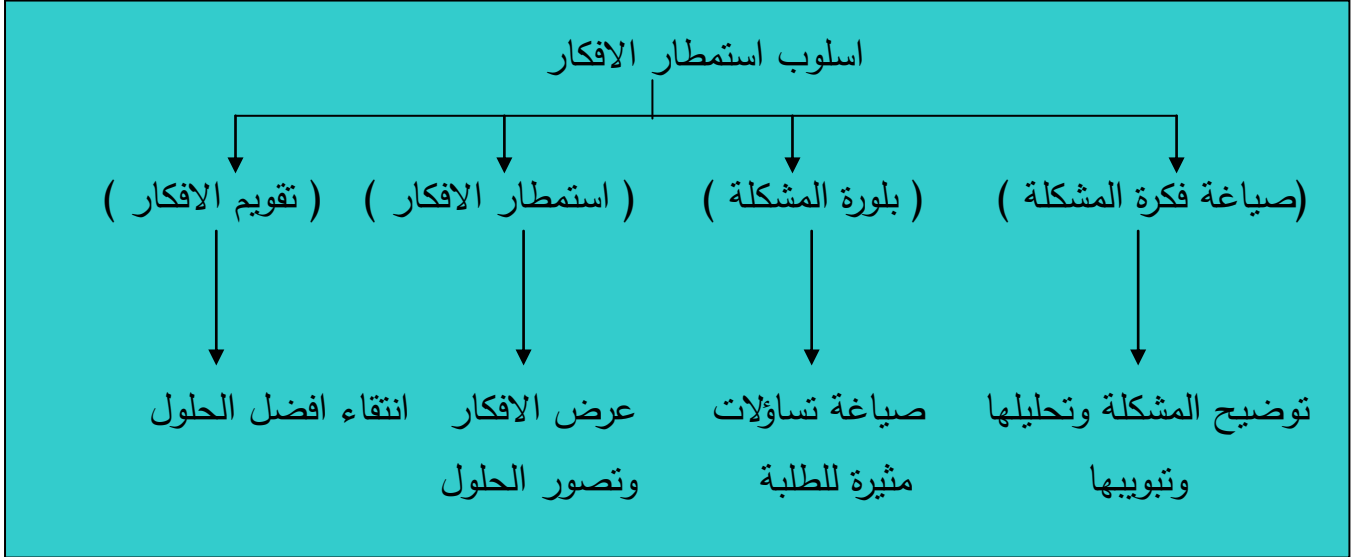 اسلوب استمطار الافكار
(صياغة فكرة المشكلة ) ( بلورة المشكلة ) ( استمطار الافكار ) ( تقويم الافكار )
توضيح المشكلة وتحليلها صياغة تساؤلات عرض الافكار انتقاء افضل الحلول
وتبويبها مثيرة للطلبة وتصور الحلول